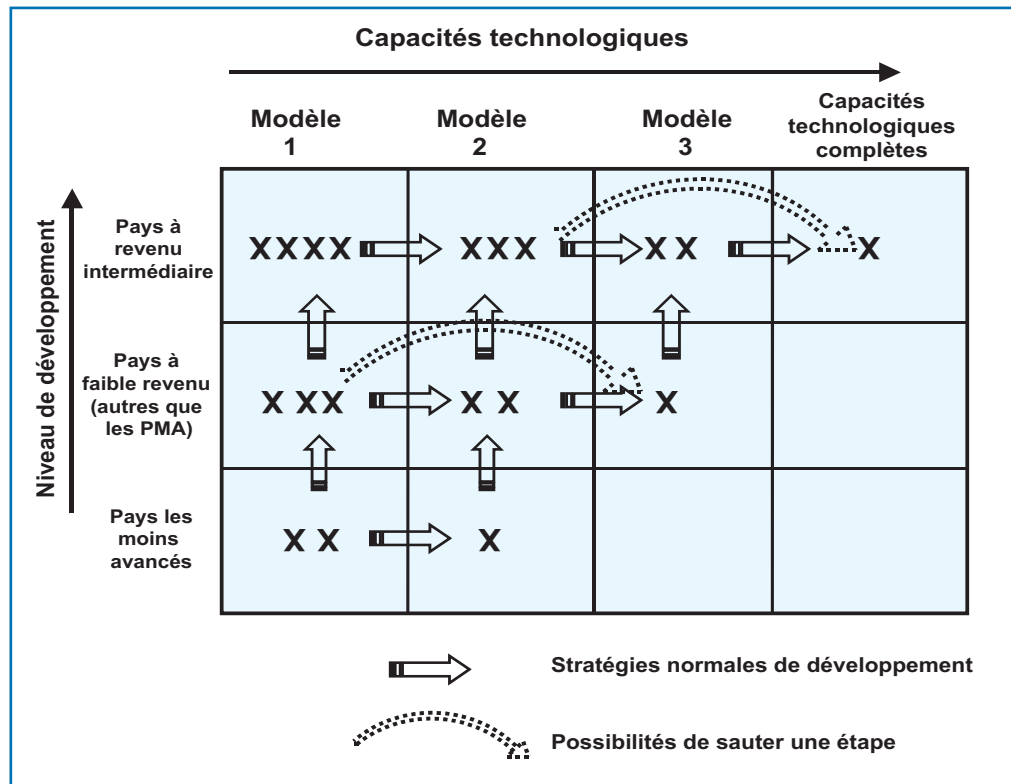 Capacités technologiques
Modèle
1
Modèle
2
Modèle
3
Capacités
technologiques
complètes
Niveau de développement
Pays à
revenu
intermédiaire
XXXX
XXX
X X
X
Pays à
faible revenu
(autres que
les PMA)
X XX
X X
X
Pays les
moins
avancés
X X
X
Stratégies normales de développement
Possibilités de sauter une étape